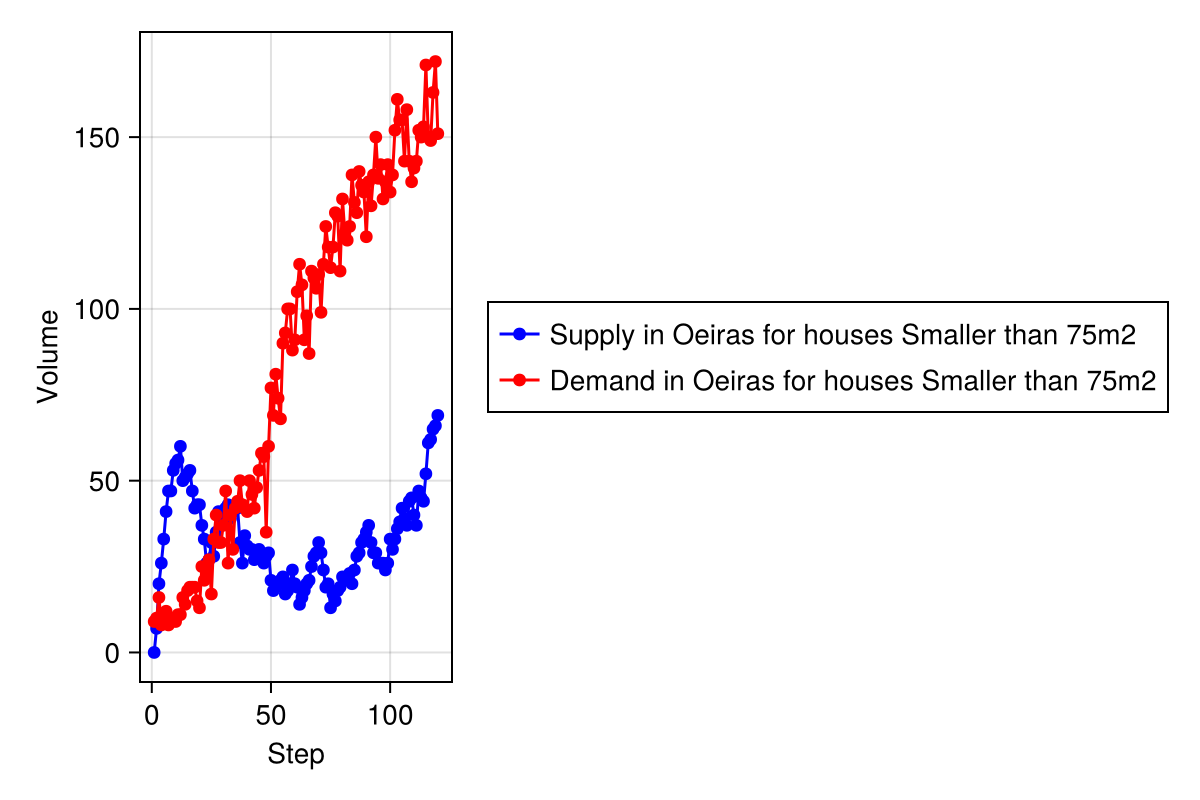 Volume
150
100
50
0
0 50 100
Step
Supply in Oeiras for houses Smaller than 75m2
Demand in Oeiras for houses Smaller than 75m2